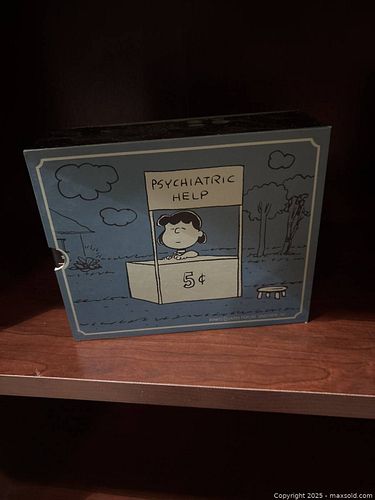 PSYCHIATRIC
HELP
5¢
Copyright 2025 - maxsold.com